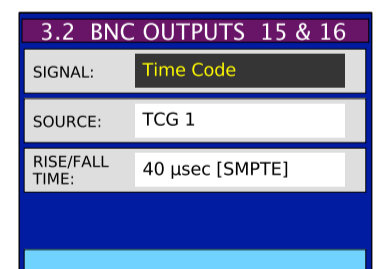 3.2 BNC OUTPUTS 15 & 16
SIGNAL: Time Code
SOURCE: TCG 1
RISE/FALL
TIME: 40 µsec [SMPTE]